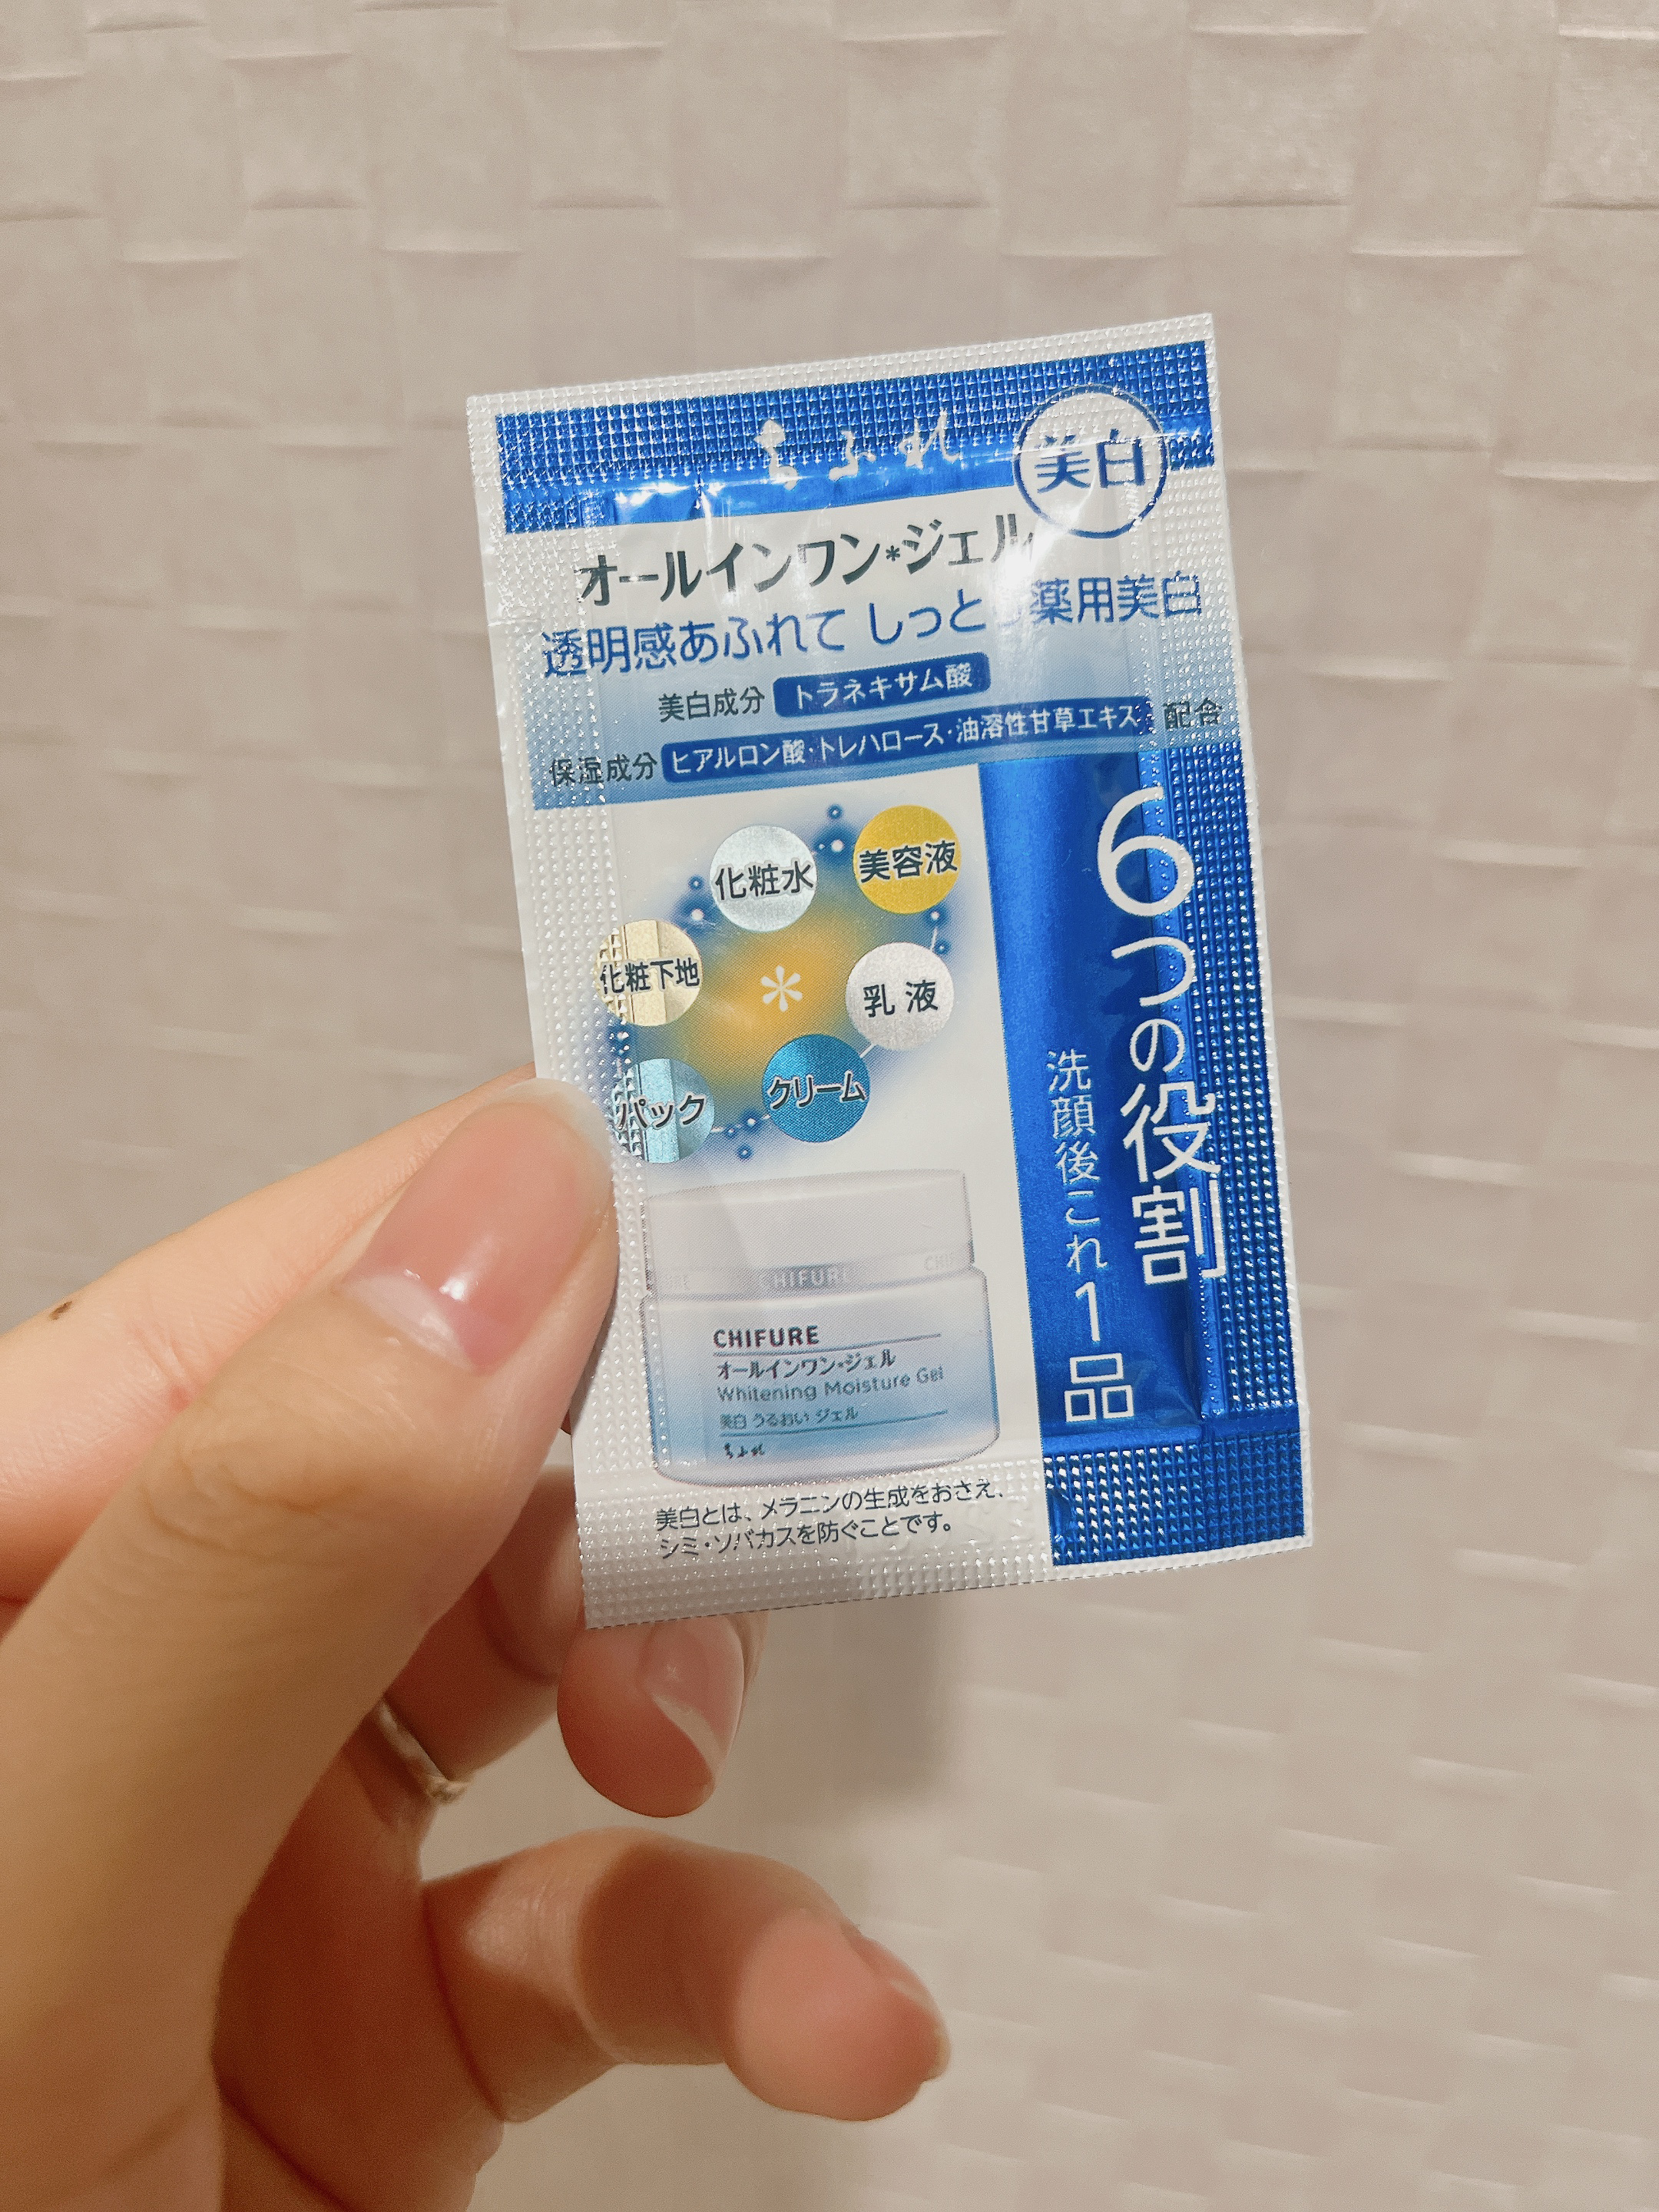 ちふれ
美白
オールインワン*ジェル
透明感あふれて しっとり薬用美白
美白成分 トラネキサム酸
保湿成分 ヒアルロン酸・トレハロース・油溶性甘草エキス 配合
化粧水
美容液
化粧下地
乳液
パック
クリーム
*
6つの役割
洗顔後これ1品
CHIFURE
CHIFURE
オールインワン*ジェル
Whitening Moisture Gel
美白 うるおい ジェル
ちふれ
美白とは、メラニンの生成をおさえ、
シミ・ソバカスを防ぐことです。